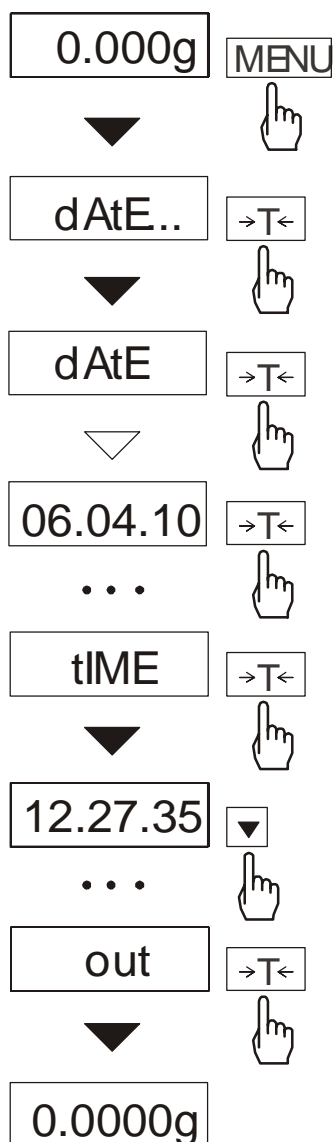 0.000g MENU
dAtE.. →T←
dAtE →T←
06.04.10 →T←
...
tIME →T←
12.27.35 ▼
...
out →T←
0.0000g